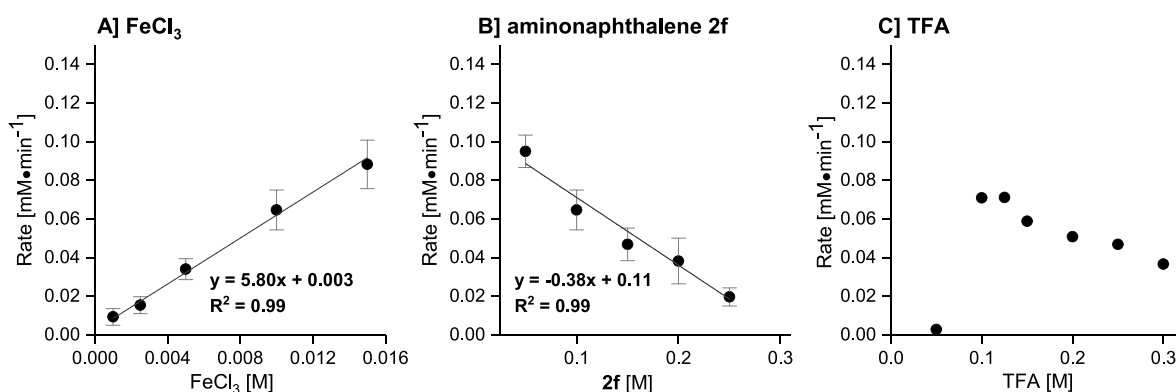 A] FeCl₃
Rate [mM•min⁻¹]
0.14
0.12
0.10
0.08
0.06
0.04
0.02
0.00
y = 5.80x + 0.003
R² = 0.99
0.000
0.004
0.008
0.012
0.016
FeCl₃ [M]
B] aminonaphthalene 2f
Rate [mM•min⁻¹]
0.14
0.12
0.10
0.08
0.06
0.04
0.02
0.00
y = -0.38x + 0.11
R² = 0.99
0.1
0.2
0.3
2f [M]
C] TFA
Rate [mM•min⁻¹]
0.14
0.12
0.10
0.08
0.06
0.04
0.02
0.00
0.0
0.1
0.2
0.3
TFA [M]